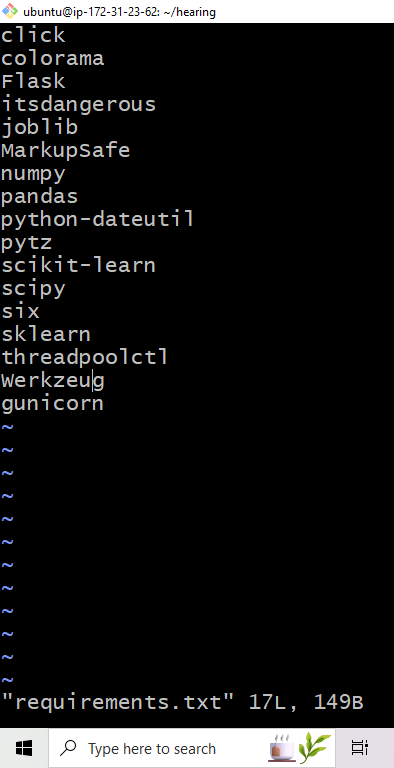 ubuntu@ip-172-31-23-62: ~/hearing
click
colorama
Flask
itsdangerous
joblib
MarkupSafe
numpy
pandas
python-dateutil
pytz
scikit-learn
scipy
six
sklearn
threadpoolctl
Werkzeug
gunicorn
~
~
~
~
~
~
~
~
~
~
~
~
"requirements.txt" 17L, 149B
Type here to search